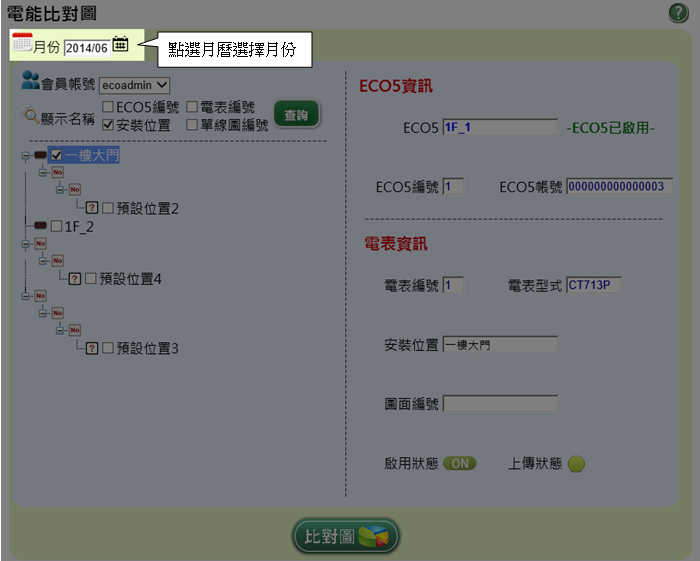 電能比對圖
?
月份 2014/06
點選月曆選擇月份
會員帳號 ecoadmin
顯示名稱 ECO5編號 電表編號
安裝位置 單線圖編號
查詢
一樓大門
No
No
? 預設位置2
1F_2
No
No
? 預設位置4
No
No
No
? 預設位置3
ECO5資訊
ECO5 1F_1 -ECO5已啟用-
ECO5編號 1 ECO5帳號 000000000000003
電表資訊
電表編號 1 電表型式 CT713P
安裝位置 一樓大門
圖面編號
啟用狀態 ON 上傳狀態
比對圖